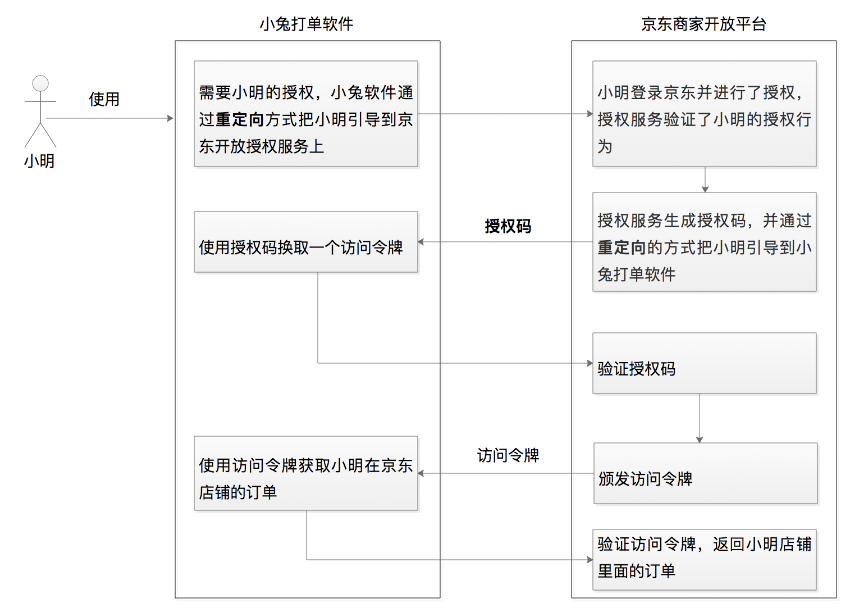 小兔打单软件
京东商家开放平台
使用
小明
需要小明的授权，小兔软件通
过重定向方式把小明引导到京
东开放授权服务上
小明登录京东并进行了授权，
授权服务验证了小明的授权行
为
授权码
授权服务生成授权码，并通过
重定向的方式把小明引导到小
兔打单软件
使用授权码换取一个访问令牌
验证授权码
访问令牌
颁发访问令牌
使用访问令牌获取小明在京东
店铺的订单
验证访问令牌，返回小明店铺
里面的订单